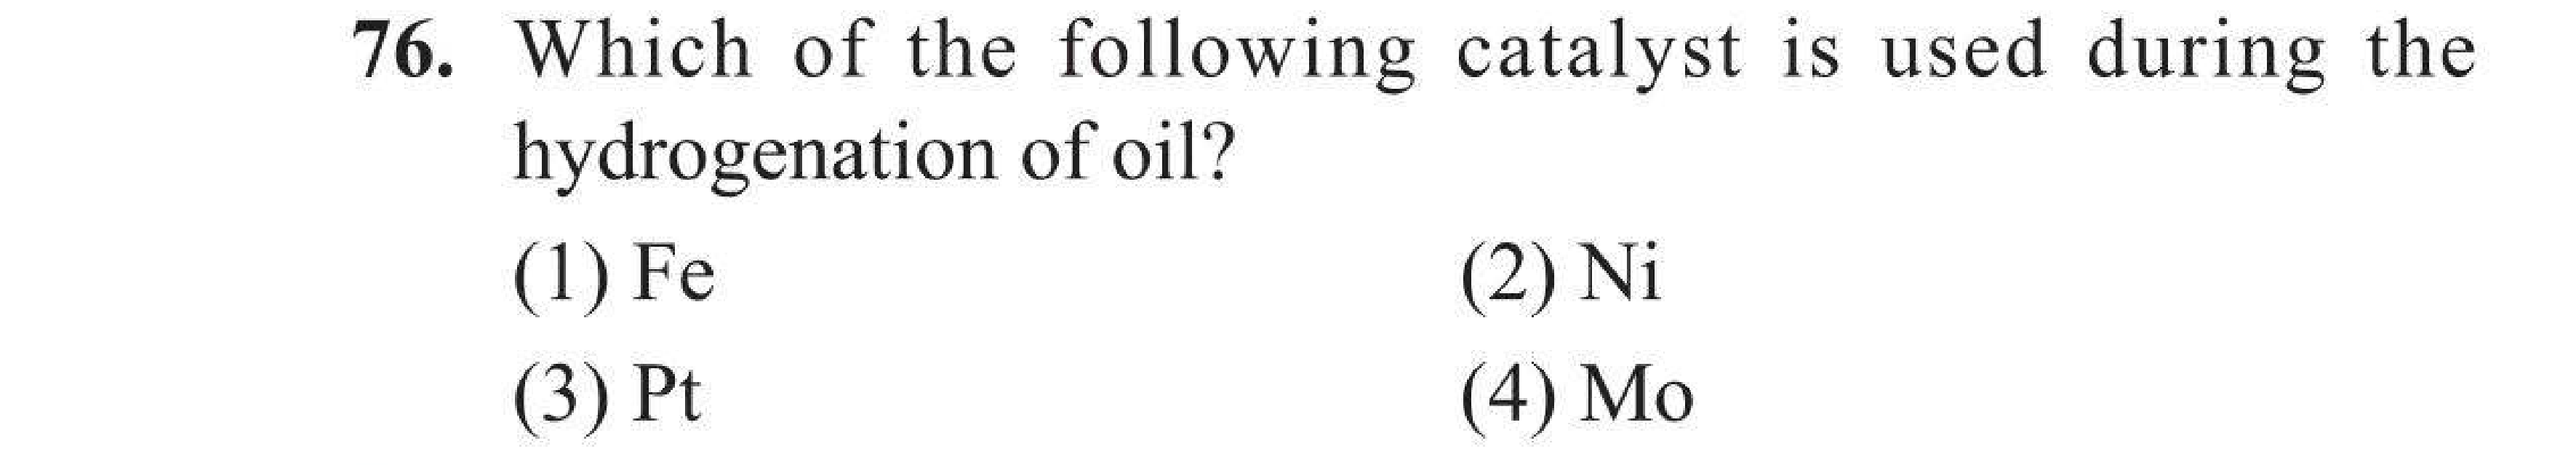 76. Which of the following catalyst is used during the
hydrogenation of oil?
(1) Fe (2) Ni
(3) Pt (4) Mo